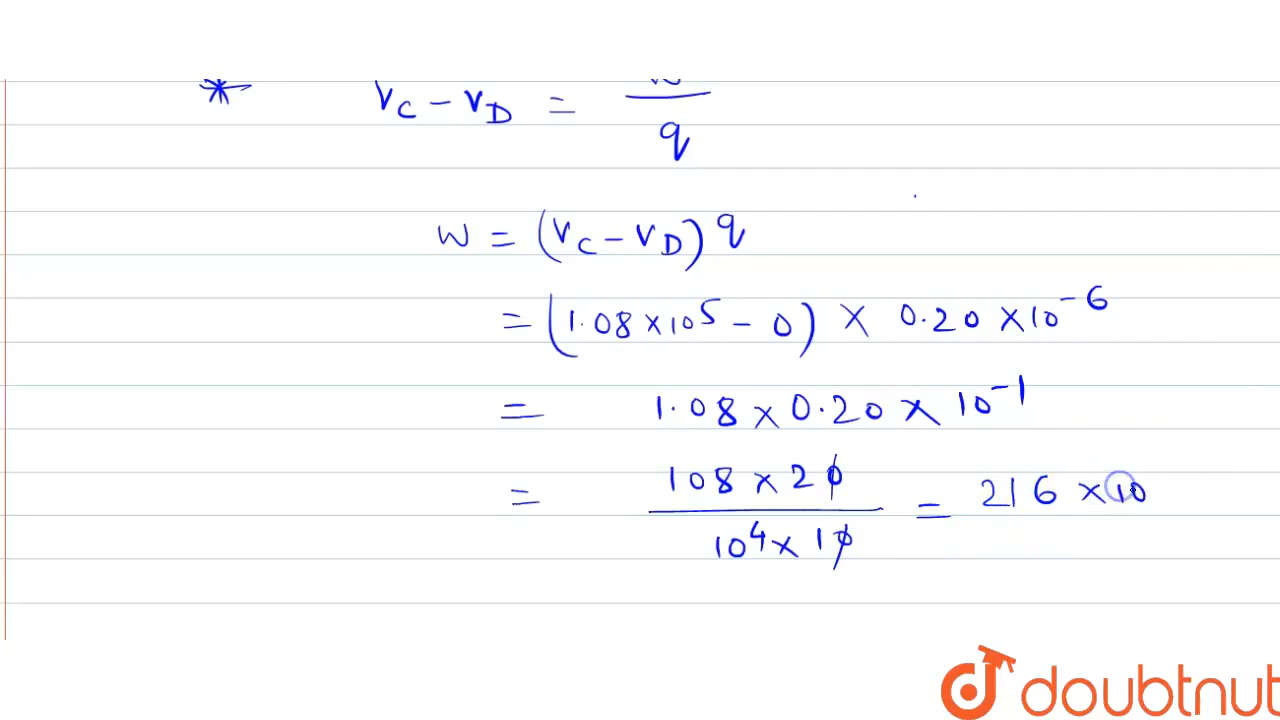 * V_C - V_D = — / q
W = (V_C - V_D) q
= (1.08 × 10^5 - 0) × 0.20 × 10^-6
= 1.08 × 0.20 × 10^-1
= 108 × 20 / 10^4 × 10 = 216 × 10
doubtnut